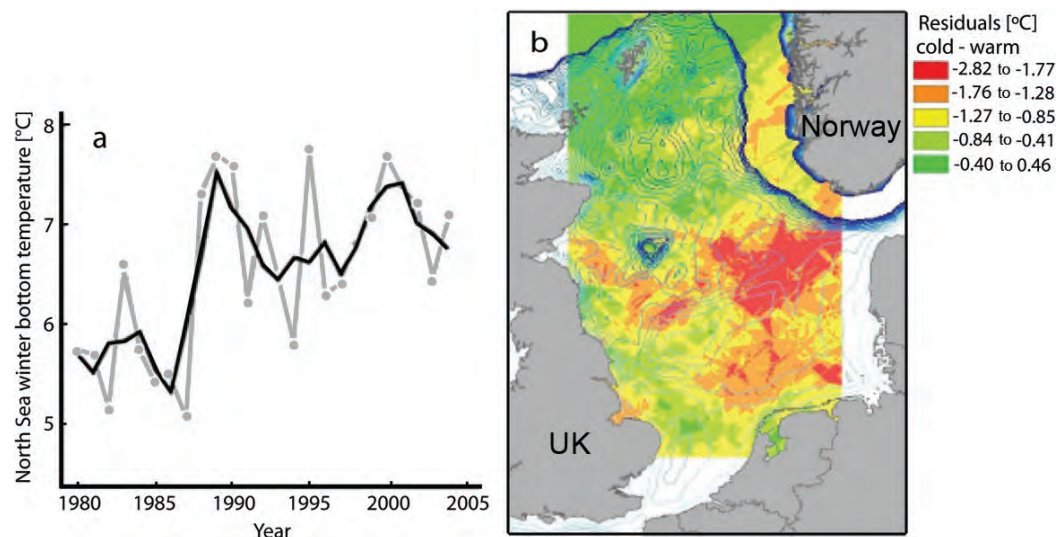 a
North Sea winter bottom temperature [°C]
8
7
6
5
1980 1985 1990 1995 2000 2005
Year
b
Norway
UK
Residuals [ºC]
cold - warm
-2.82 to -1.77
-1.76 to -1.28
-1.27 to -0.85
-0.84 to -0.41
-0.40 to 0.46